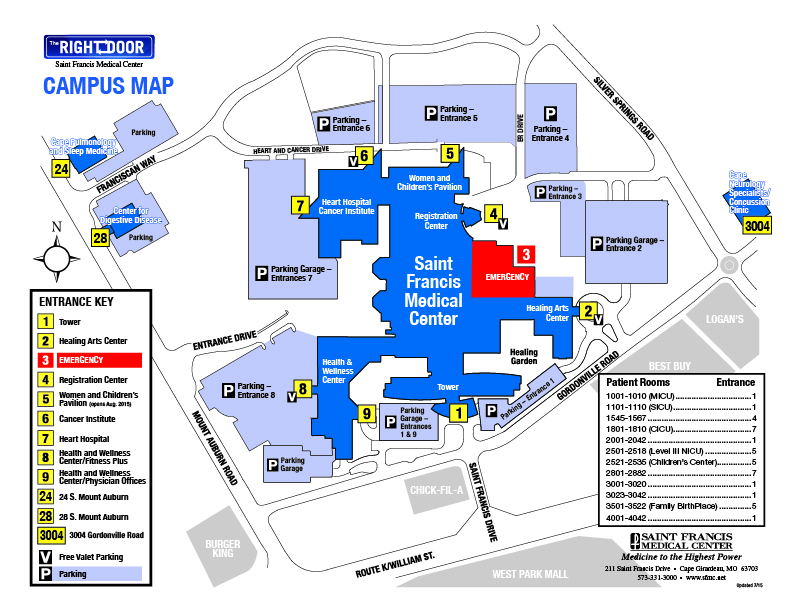 The RIGHT DOOR
Saint Francis Medical Center
CAMPUS MAP
Cape Pulmonology
and Sleep Medicine
Parking
24
FRANCISCAN WAY
Center for
Digestive Disease
28
Parking
N
P Parking –
Entrance 6
P Parking –
Entrance 5
P
Parking –
Entrance 4
ER DRIVE
SILVER SPRINGS ROAD
HEART AND CANCER DRIVE
6
V
5
Women and
Children's Pavilion
P Parking –
Entrance 3
Cape
Neurology
Specialists/
Concussion
Clinic
3004
7
Heart Hospital
Cancer Institute
Registration
Center
4
V
P Parking Garage –
Entrances 7
P Parking Garage –
Entrance 2
Saint
Francis
Medical
Center
3
EMERGENCY
Healing Arts
Center
2
V
LOGAN'S
BEST BUY
ENTRANCE DRIVE
Healing
Garden
GORDONVILLE ROAD
Health &
Wellness
Center
P Parking –
Entrance 8
8
V
Tower
9
P
Parking
Garage –
Entrances
1 & 9
1
P
Parking – Entrance 1
MOUNT AUBURN ROAD
P Parking
Garage
CHICK-FIL-A
SAINT FRANCIS DRIVE
BURGER
KING
ROUTE K/WILLIAM ST.
WEST PARK MALL
ENTRANCE KEY
1 Tower
2 Healing Arts
Center
3 EMERGENCY
4 Registration Center
5 Women and Children's
Pavilion (opens Aug. 2015)
6 Cancer Institute
7 Heart Hospital
8 Health and Wellness
Center/Fitness Plus
9 Health and Wellness
Center/Physician Offices
24 24 S. Mount Auburn
28 28 S. Mount Auburn
3004 3004 Gordonville Road
V Free Valet Parking
P Parking
Patient Rooms Entrance
1001-1010 (MICU) 1
1101-1110 (SICU) 1
1545-1567 4
1801-1810 (CICU) 7
2001-2042 1
2501-2518 (Level III NICU) 5
2521-2535 (Children's Center) 5
2801-2882 7
3001-3020 1
3023-3042 1
3501-3522 (Family BirthPlace) 5
4001-4042 1
SAINT FRANCIS
MEDICAL CENTER
Medicine to the Highest Power
211 Saint Francis Drive • Cape Girardeau, MO 63703
573-331-3000 • www.sfmc.net
Updated 7/15